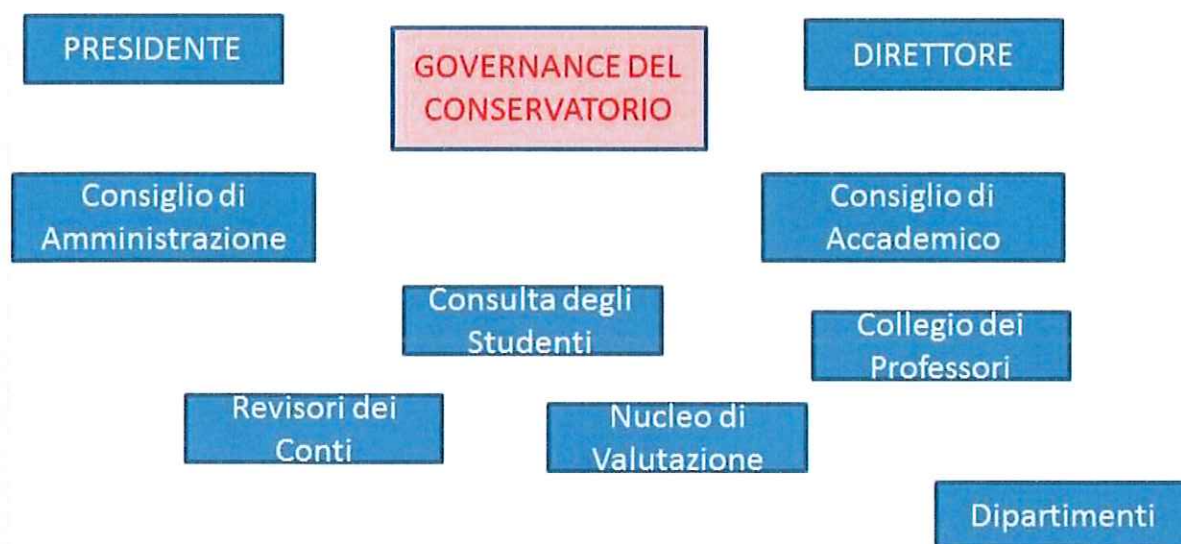 PRESIDENTE
GOVERNANCE DEL
CONSERVATORIO
DIRETTORE
Consiglio di
Amministrazione
Consiglio di
Accademico
Consulta degli
Studenti
Collegio dei
Professori
Revisori dei
Conti
Nucleo di
Valutazione
Dipartimenti